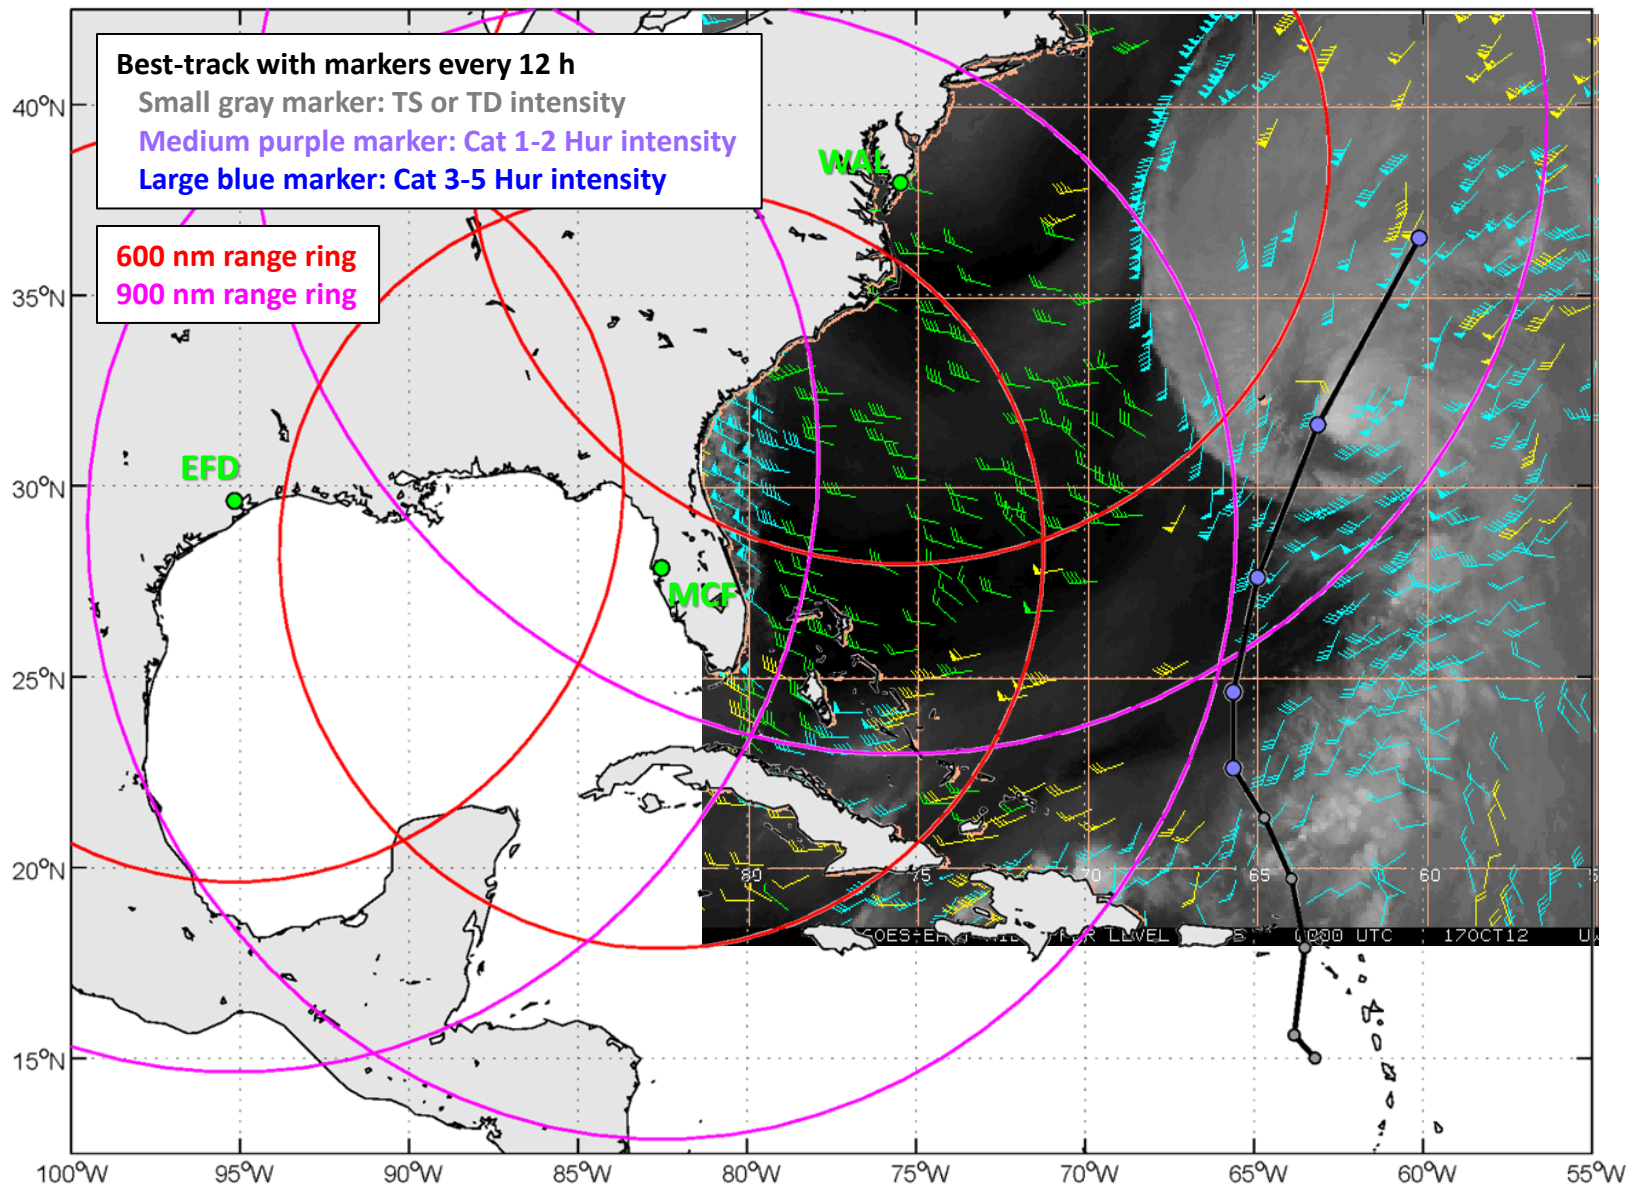 Best-track with markers every 12 h
Small gray marker: TS or TD intensity
Medium purple marker: Cat 1-2 Hur intensity
Large blue marker: Cat 3-5 Hur intensity
600 nm range ring
900 nm range ring
40°N
35°N
30°N
25°N
20°N
15°N
WAL
EFD
MCF
80
75
70
65
60
UTC
17OCT12
100°W
95°W
90°W
85°W
80°W
75°W
70°W
65°W
60°W
55°W